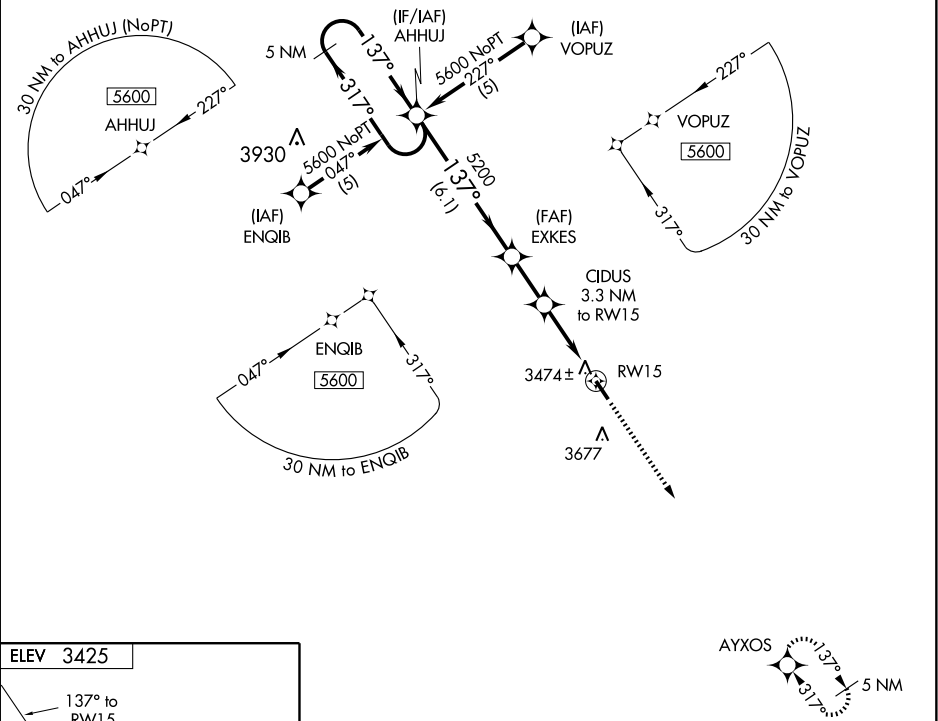 30 NM to AHHUJ (NoPT)
5600
AHHUJ
227°
047°
5 NM
137°
317°
(IF/IAF)
AHHUJ
(IAF)
VOPUZ
5600 NoPT
227°
(5)
3930
5600 NoPT
047°
(5)
(IAF)
ENQIB
5200
137°
(6.1)
227°
VOPUZ
5600
317°
30 NM to VOPUZ
(FAF)
EXKES
CIDUS
3.3 NM
to RW15
ENQIB
5600
047°
317°
30 NM to ENQIB
3474±
RW15
3677
AYXOS
137°
317°
5 NM
ELEV 3425
137° to
RW15